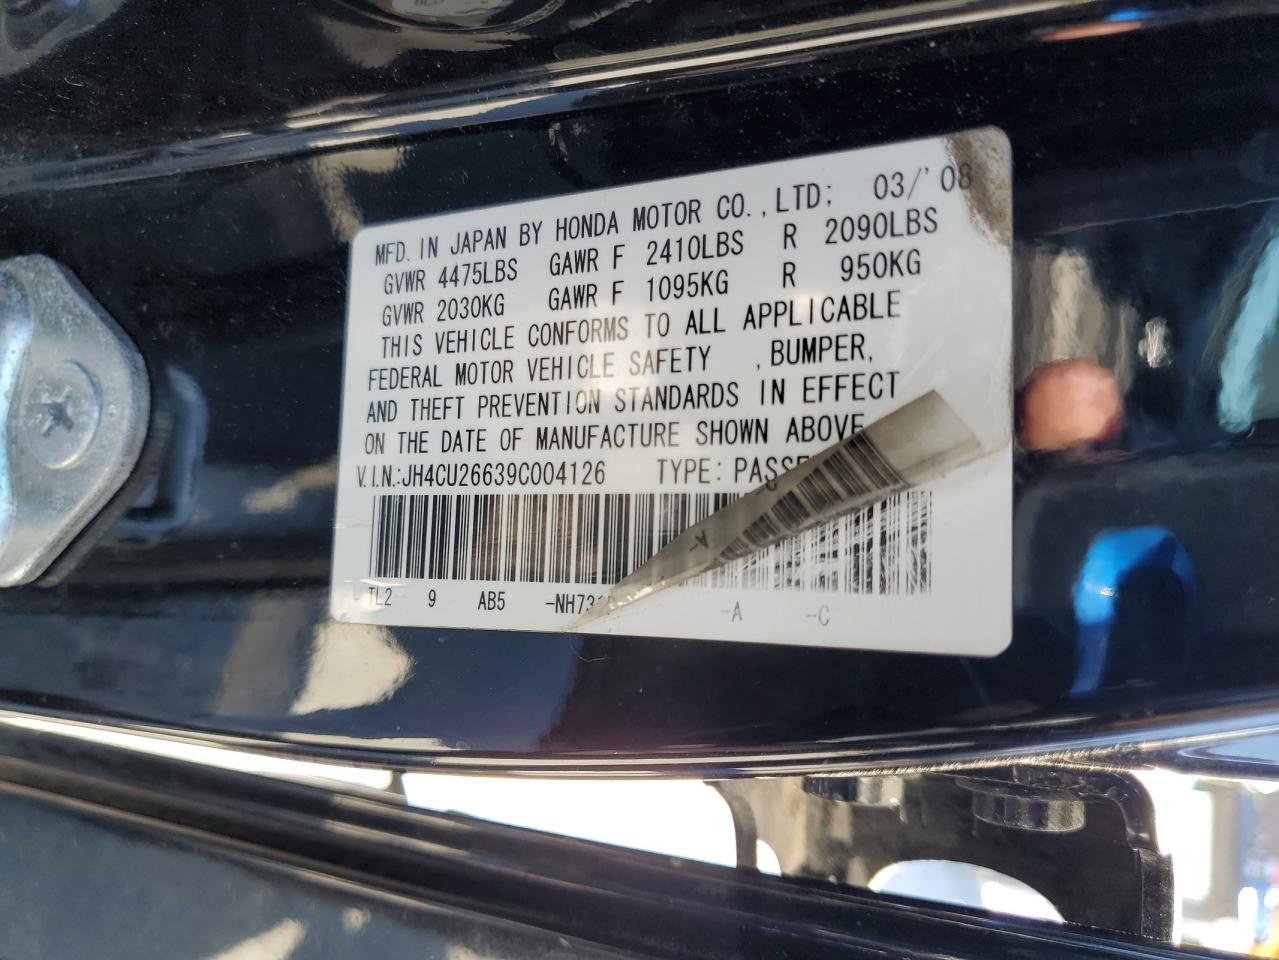 MFD. IN JAPAN BY HONDA MOTOR CO., LTD; 03/'08
GVWR 4475LBS GAWR F 2410LBS R 2090LBS
GVWR 2030KG GAWR F 1095KG R 950KG
THIS VEHICLE CONFORMS TO ALL APPLICABLE
FEDERAL MOTOR VEHICLE SAFETY , BUMPER,
AND THEFT PREVENTION STANDARDS IN EFFECT
ON THE DATE OF MANUFACTURE SHOWN ABOVE
V.I.N.:JH4CU26639C004126 TYPE:
TL2 9 AB5 -A -C